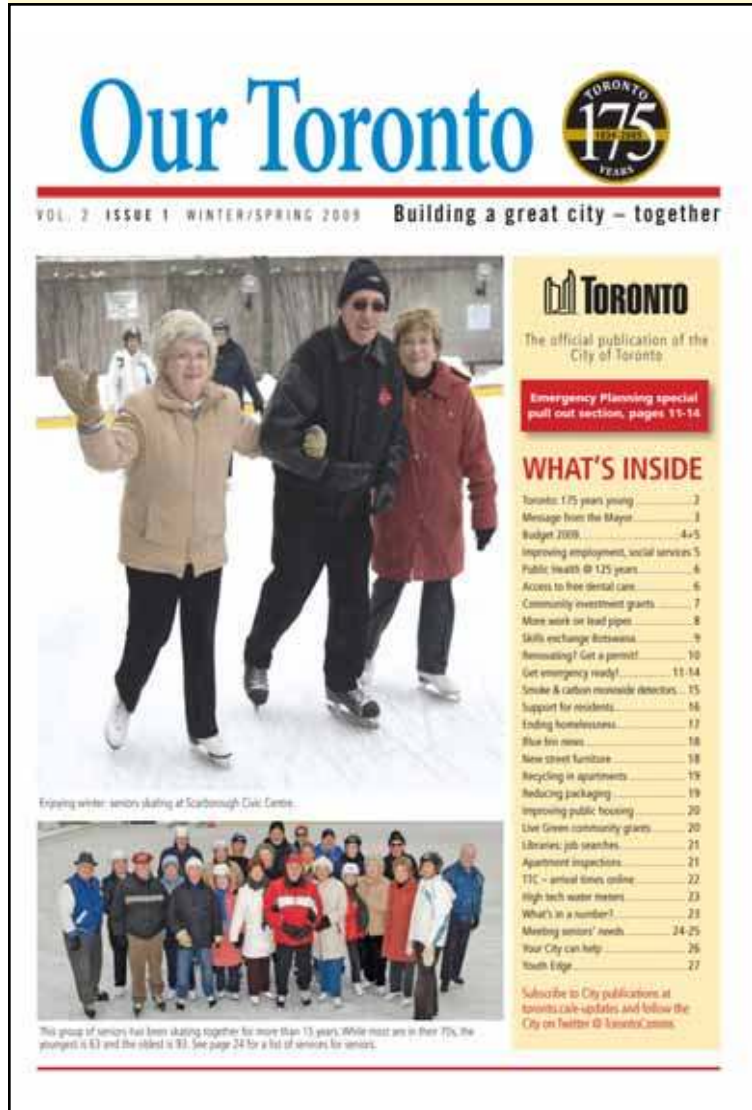 Our Toronto
TORONTO
175
1834-2009
YEARS
VOL. 2 ISSUE 1 WINTER/SPRING 2009
Building a great city – together
TORONTO
The official publication of the
City of Toronto
Emergency Planning special
pull out section, pages 11-14
WHAT'S INSIDE
Toronto: 175 years young 2
Message from the Mayor 3
Budget 2009 4+5
Improving employment, social services 5
Public Health @ 125 years 6
Access to free dental care 6
Community investment grants 7
More work on lead pipes 8
Skills exchange Botswana 9
Renovating? Get a permit! 10
Get emergency ready! 11-14
Smoke & carbon monoxide detectors 15
Support for residents 16
Ending homelessness 17
Blue bin news 18
New street furniture 18
Recycling in apartments 19
Reducing packaging 19
Improving public housing 20
Live Green community grants 20
Libraries: job searches 21
Apartment inspections 21
TTC – arrival times online 22
High tech water meters 23
What's in a number? 23
Meeting seniors' needs 24-25
Your City can help 26
Youth Edge 27
Subscribe to City publications at
toronto.ca/e-updates and follow the
City on Twitter @TorontoComms
Enjoying winter: seniors skating at Scarborough Civic Centre.
This group of seniors has been skating together for more than 15 years. While most are in their 70s, the
youngest is 63 and the oldest is 93. See page 24 for a list of services for seniors.